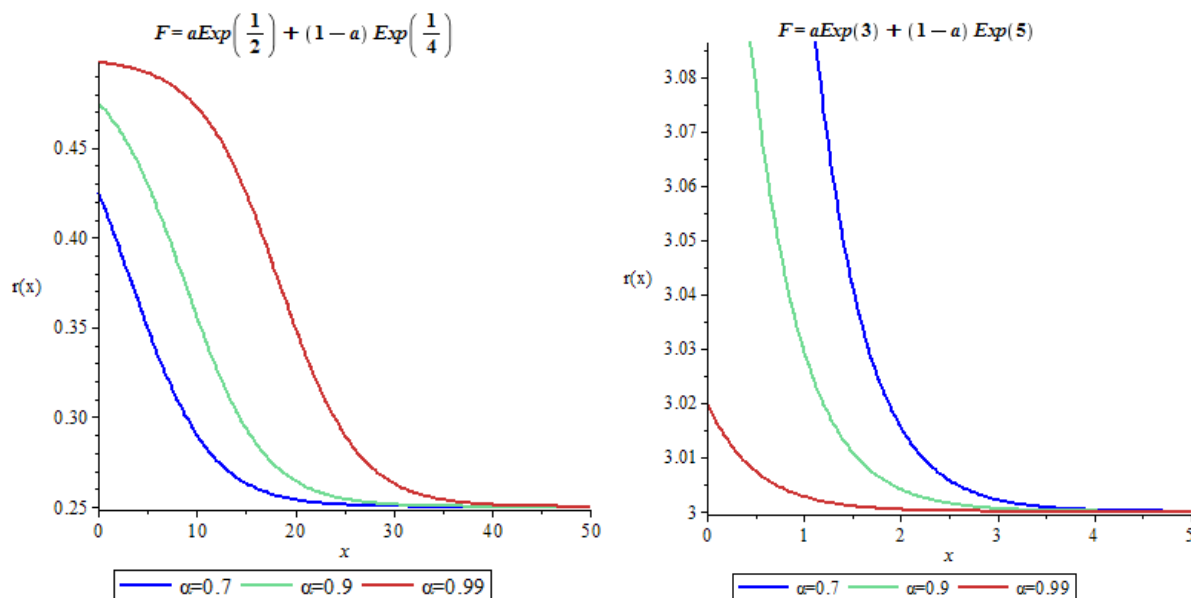 F = aExp(1/2) + (1 − a) Exp(1/4)
0.45
0.40
r(x)
0.35
0.30
0.25
0 10 20 30 40 50
x
α=0.7 α=0.9 α=0.99
F = aExp(3) + (1 − a) Exp(5)
3.08
3.07
3.06
3.05
r(x)
3.04
3.03
3.02
3.01
3
0 1 2 3 4 5
x
α=0.7 α=0.9 α=0.99